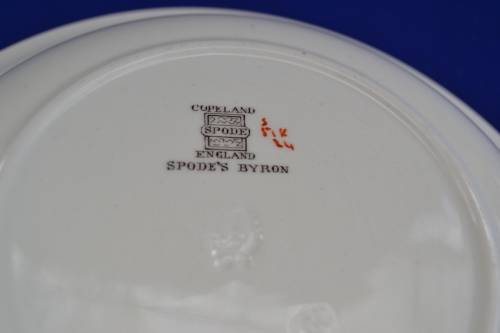 COPELAND
SPODE
ENGLAND
SPODE'S BYRON